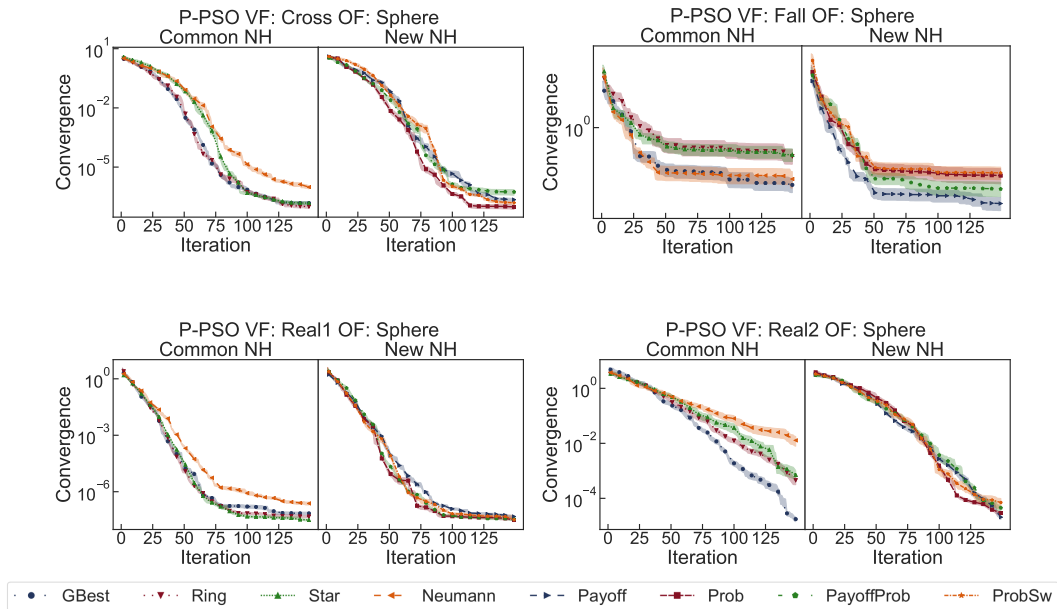 P-PSO VF: Cross OF: Sphere
Common NH New NH
Convergence
10^1
10^-2
10^-5
0 25 50 75 100 125 0 25 50 75 100 125
Iteration Iteration
P-PSO VF: Fall OF: Sphere
Common NH New NH
Convergence
10^0
0 25 50 75 100 125 0 25 50 75 100 125
Iteration Iteration
P-PSO VF: Real1 OF: Sphere
Common NH New NH
Convergence
10^0
10^-3
10^-6
0 25 50 75 100 125 0 25 50 75 100 125
Iteration Iteration
P-PSO VF: Real2 OF: Sphere
Common NH New NH
Convergence
10^0
10^-2
10^-4
0 25 50 75 100 125 0 25 50 75 100 125
Iteration Iteration
GBest Ring Star Neumann Payoff Prob PayoffProb ProbSw